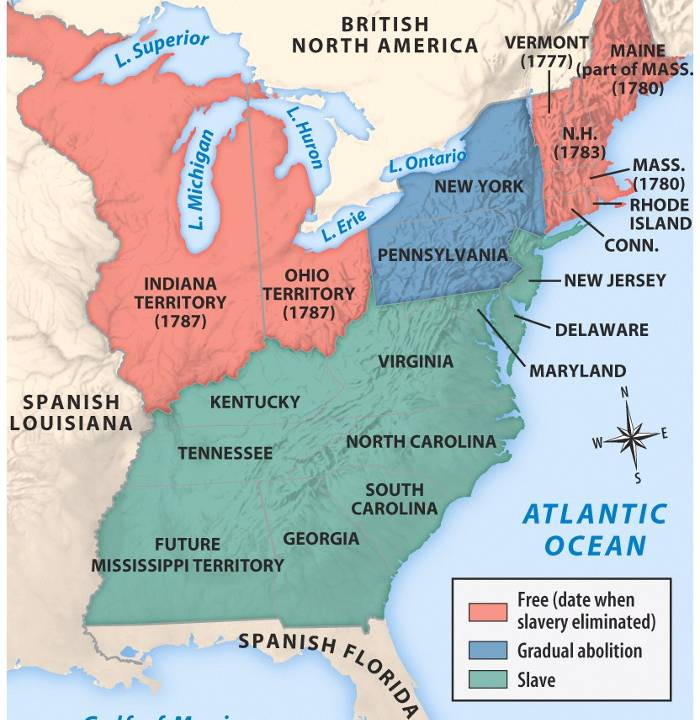 BRITISH
NORTH AMERICA
L. Superior
VERMONT
(1777)
MAINE
(part of MASS.
(1780)
L. Huron
L. Michigan
L. Ontario
N.H.
(1783)
MASS.
(1780)
NEW YORK
RHODE
ISLAND
L. Erie
CONN.
PENNSYLVANIA
INDIANA
TERRITORY
(1787)
OHIO
TERRITORY
(1787)
NEW JERSEY
DELAWARE
VIRGINIA
MARYLAND
SPANISH
LOUISIANA
KENTUCKY
N
W
E
S
TENNESSEE
NORTH CAROLINA
SOUTH
CAROLINA
ATLANTIC
OCEAN
GEORGIA
FUTURE
MISSISSIPPI TERRITORY
Free (date when
slavery eliminated)
Gradual abolition
Slave
SPANISH FLORIDA
Gulf of